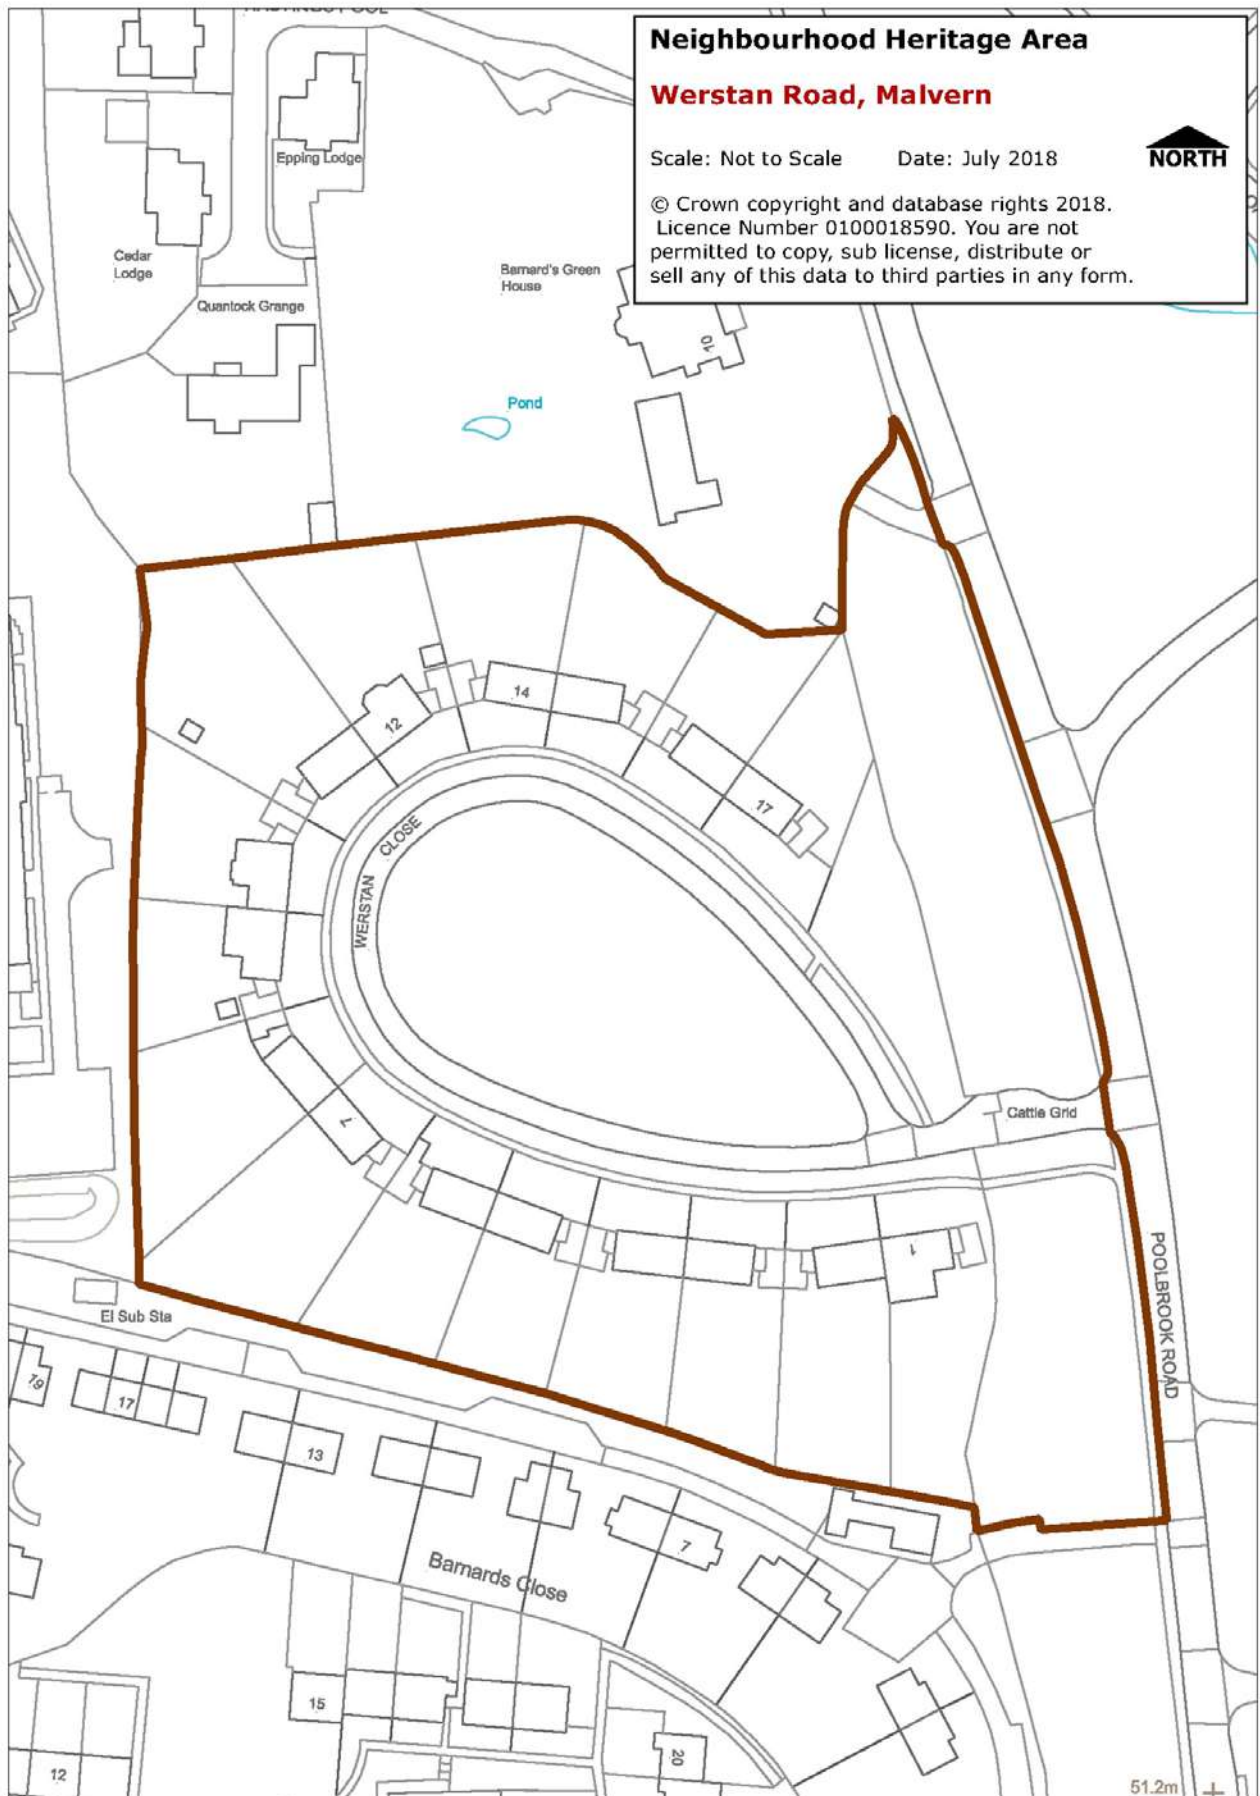 Neighbourhood Heritage Area
Werstan Road, Malvern
Scale: Not to Scale Date: July 2018
NORTH
© Crown copyright and database rights 2018.
Licence Number 0100018590. You are not
permitted to copy, sub license, distribute or
sell any of this data to third parties in any form.
Epping Lodge
Cedar
Lodge
Quantock Grange
Barnard's Green
House
10
Pond
14
12
17
WERSTAN
CLOSE
7
Cattle Grid
1
POOLBROOK ROAD
El Sub Sta
19
17
13
7
Barnards Close
15
20
12
51.2m